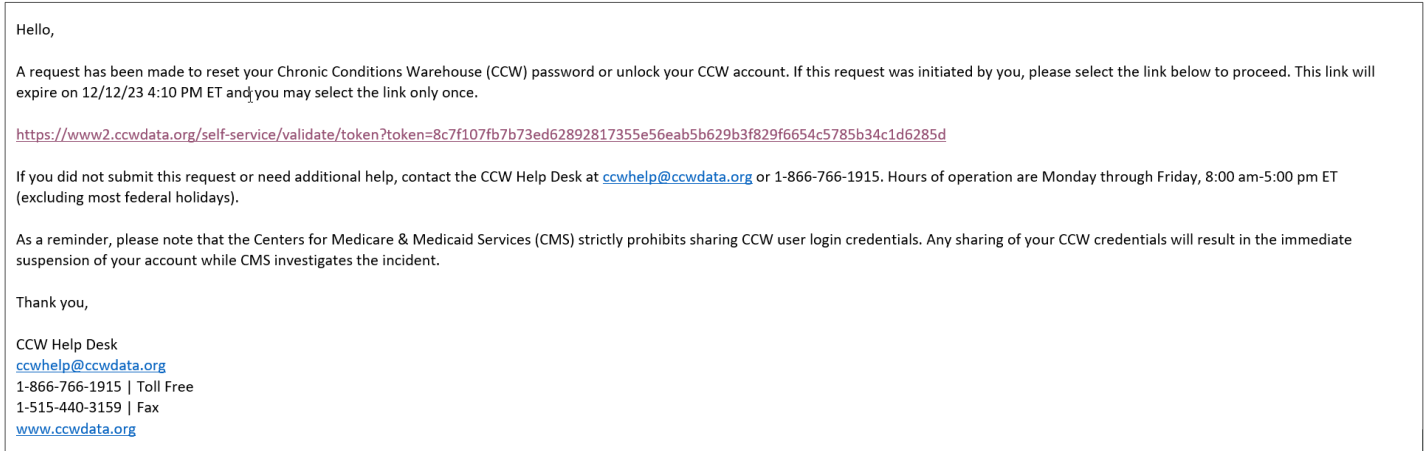 Hello,
A request has been made to reset your Chronic Conditions Warehouse (CCW) password or unlock your CCW account. If this request was initiated by you, please select the link below to proceed. This link will
expire on 12/12/23 4:10 PM ET and you may select the link only once.
https://www2.ccwdata.org/self-service/validate/token?token=8c7f107fb7b73ed62892817355e56eab5b629b3f829f6654c5785b34c1d6285d
If you did not submit this request or need additional help, contact the CCW Help Desk at ccwhelp@ccwdata.org or 1-866-766-1915. Hours of operation are Monday through Friday, 8:00 am-5:00 pm ET
(excluding most federal holidays).
As a reminder, please note that the Centers for Medicare & Medicaid Services (CMS) strictly prohibits sharing CCW user login credentials. Any sharing of your CCW credentials will result in the immediate
suspension of your account while CMS investigates the incident.
Thank you,
CCW Help Desk
ccwhelp@ccwdata.org
1-866-766-1915 | Toll Free
1-515-440-3159 | Fax
www.ccwdata.org